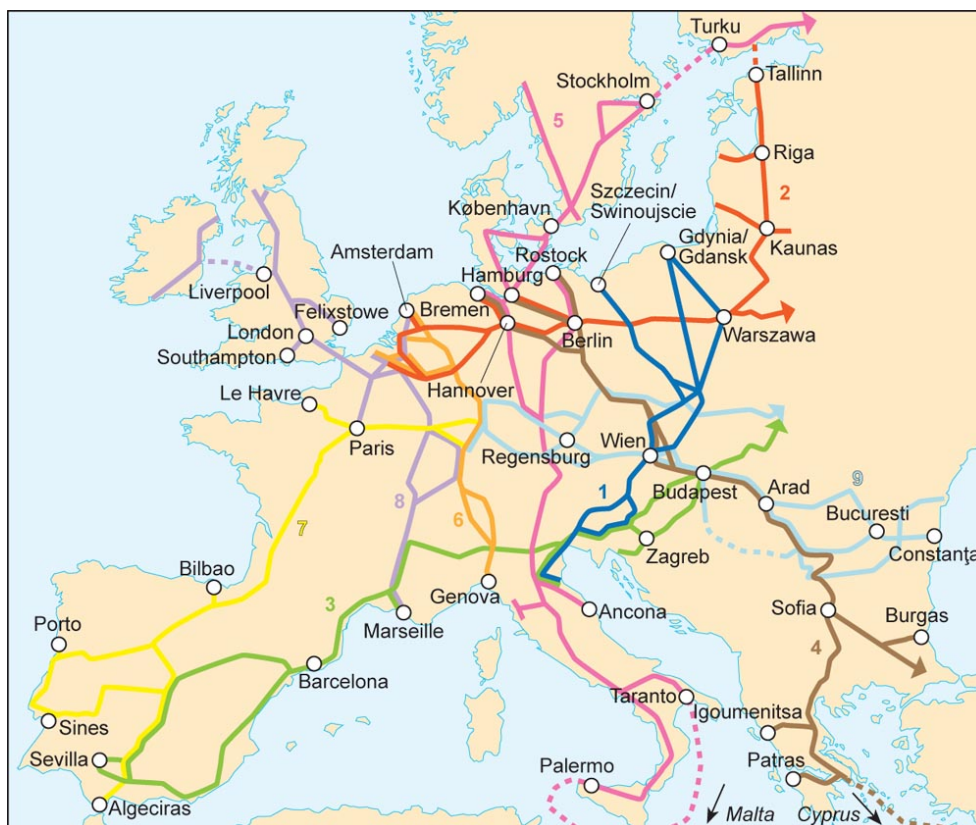 Turku
Tallinn
Stockholm
5
Riga
2
Szczecin/
Swinoujscie
København
Gdynia/
Gdansk
Kaunas
Amsterdam
Rostock
Hamburg
Liverpool
Bremen
Felixstowe
London
Berlin
Warszawa
Southampton
Le Havre
Hannover
Paris
Regensburg
Wien
8
Budapest
Arad
9
1
6
Bucuresti
7
Constanţa
Zagreb
Bilbao
3
Genova
Sofia
Burgas
Porto
Marseille
Ancona
4
Barcelona
Taranto
Igoumenitsa
Sines
Sevilla
Palermo
Patras
Algeciras
Malta
Cyprus